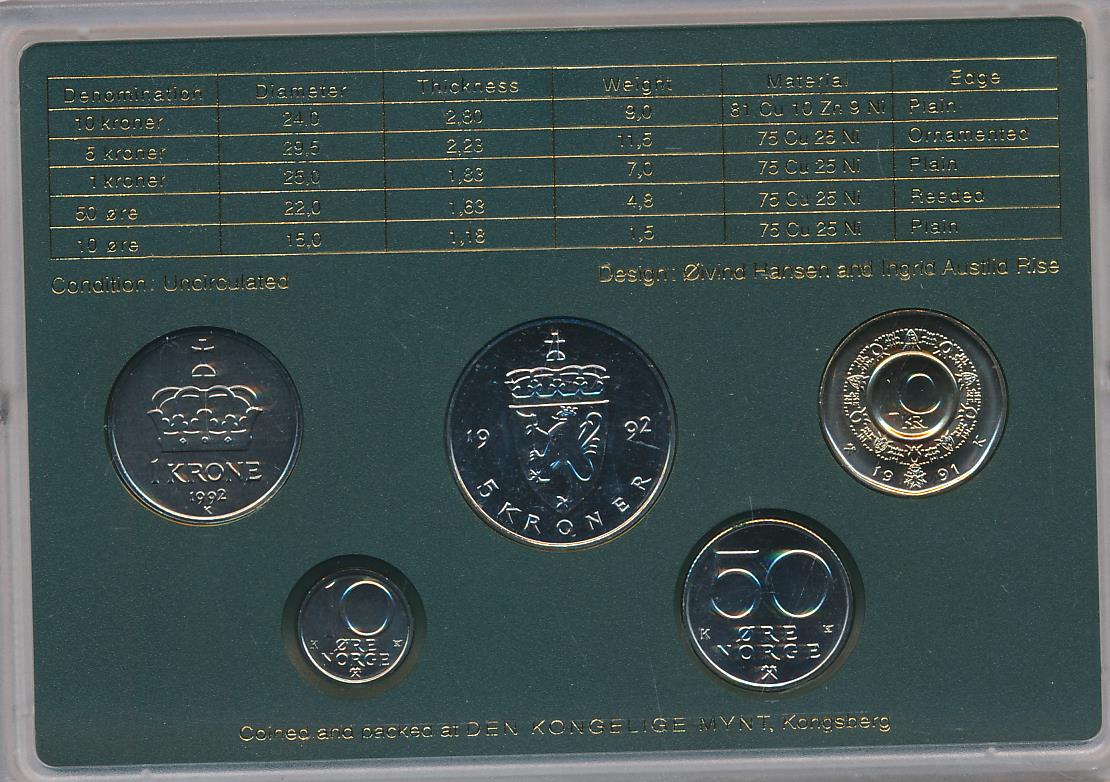 Denomination Diameter Thickness Weight Material Edge
10 kroner 24,0 2,80 9,0 81 Cu 10 Zn 9 Ni Plain
5 kroner 29,5 2,23 11,5 75 Cu 25 Ni Ornamented
1 kroner 25,0 1,83 7,0 75 Cu 25 Ni Plain
50 øre 22,0 1,63 4,8 75 Cu 25 Ni Reeded
10 øre 15,0 1,18 1,5 75 Cu 25 Ni Plain
Condition: Uncirculated
Design: Øivind Hansen and Ingrid Austlid Rise
1 KRONE
1992
K
19 92
5 KRONER
10
KR
K
1991
10
ØRE
NORGE
K K
50
ØRE
NORGE
K K
Coined and packed at DEN KONGELIGE MYNT, Kongsberg